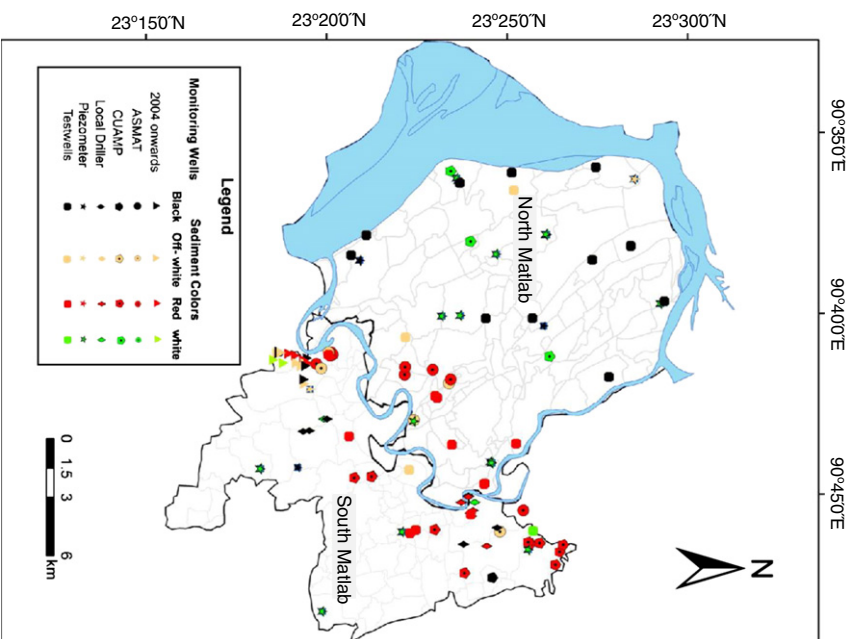 23°15´0˝N
23°20´0˝N
23°25´0˝N
23°30´0˝N
90°35´0˝E
90°40´0˝E
90°45´0˝E
North Matlab
South Matlab
N
Legend
Monitoring Wells
Sediment Colors
Black Off-white Red white
2004 onwards
ASMAT
CUAMP
Local Driller
Piezometer
Testwells
0 1.5 3 6
km